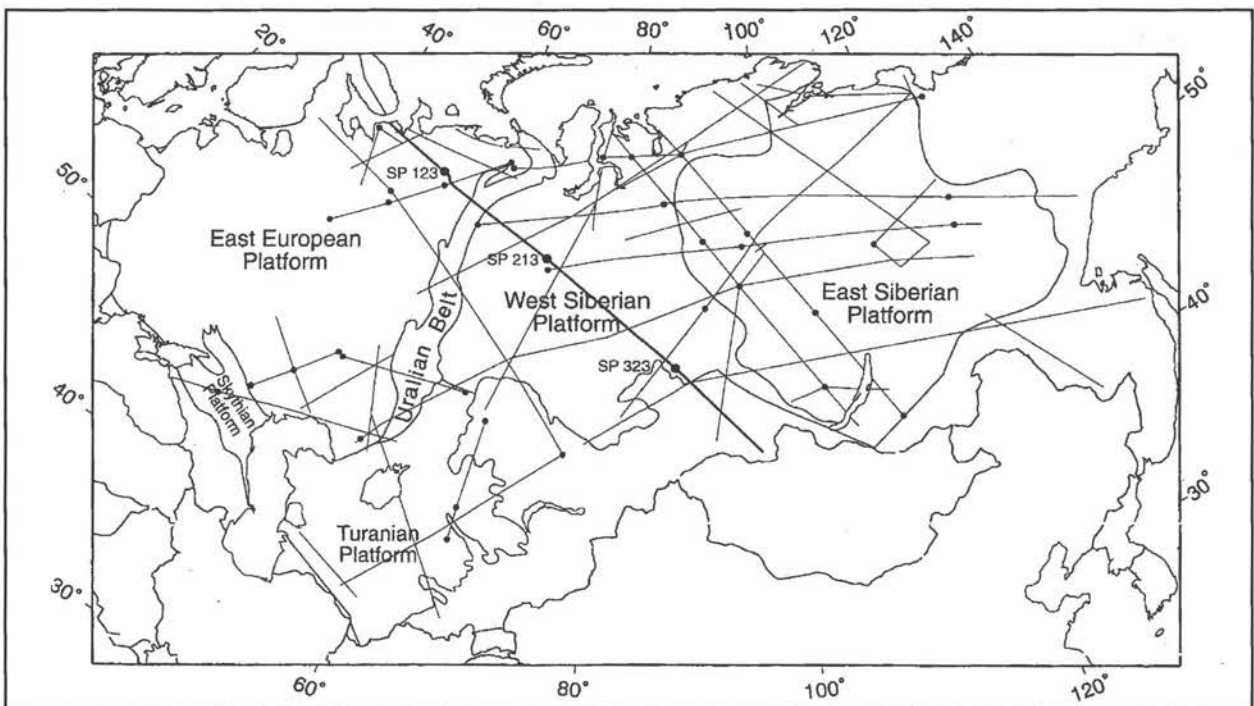 20° 40° 60° 80° 100° 120° 140°
50°
50°
SP 123
East European
Platform
SP 213
West Siberian
Platform
East Siberian
Platform
Uralian Belt
40°
SP 323
Skythian
Platform
40°
30°
Turanian
Platform
30°
60° 80° 100° 120°